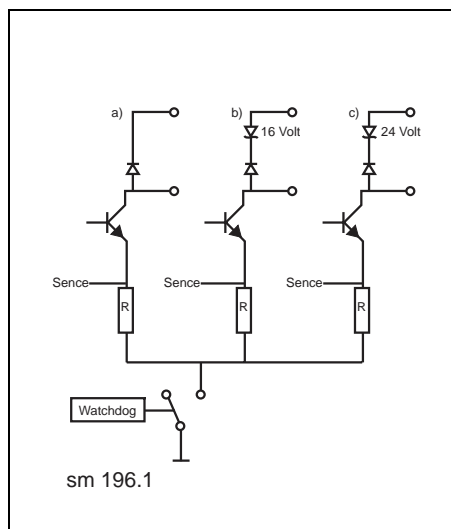 a)
b)
c)
16 Volt
24 Volt
Sence
Sence
Sence
R
R
R
Watchdog
sm 196.1